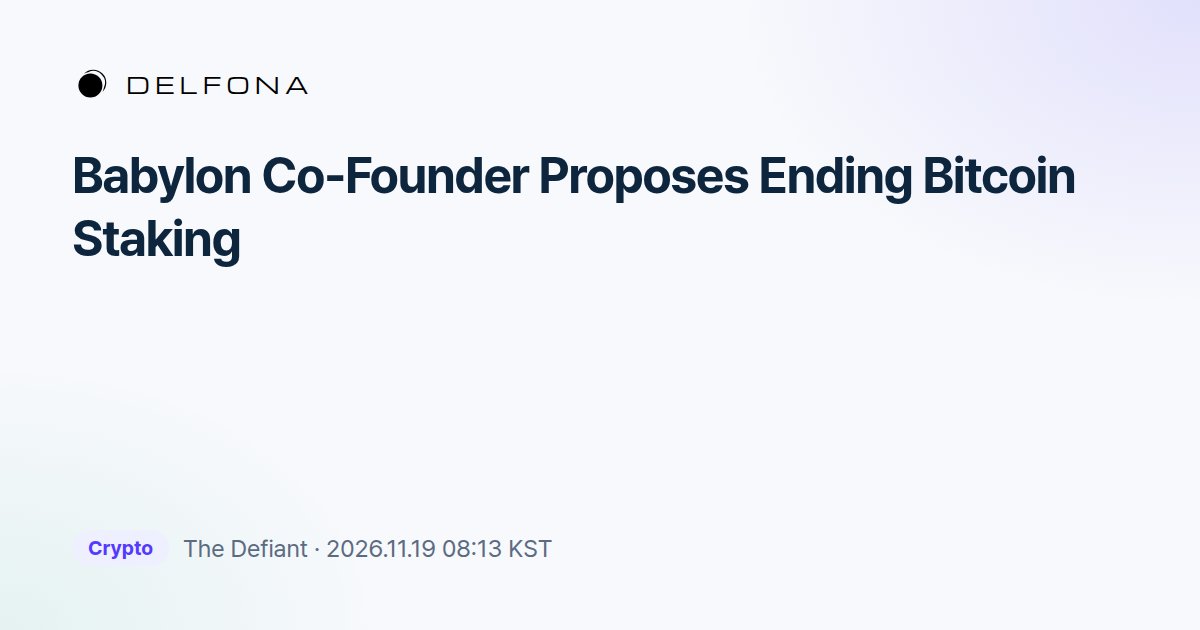 DELFONA
Babylon Co-Founder Proposes Ending Bitcoin
Staking
Crypto The Defiant · 2026.11.19 08:13 KST